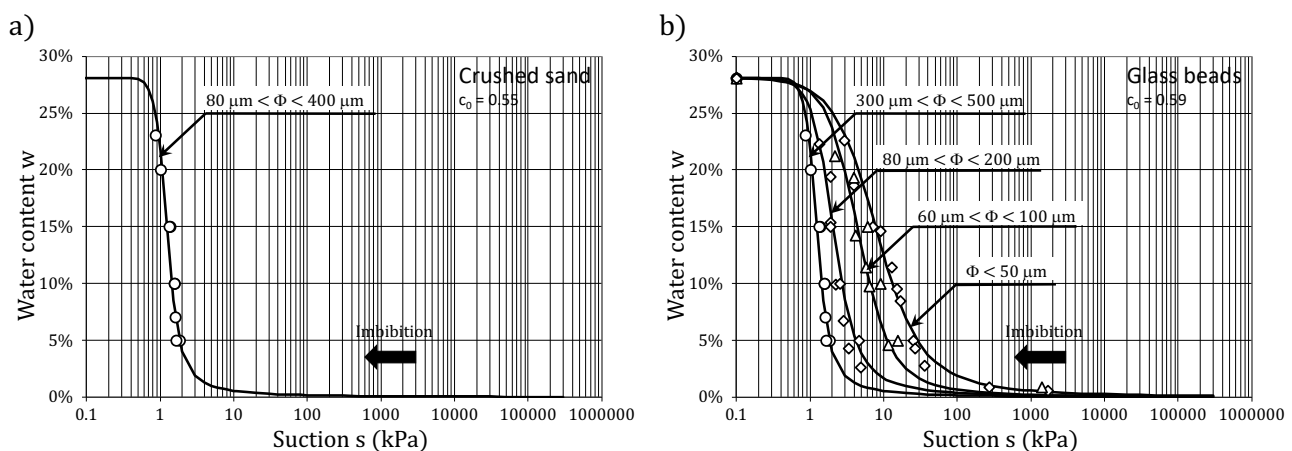 a)
30%
25%
20%
15%
10%
5%
0%
Water content w
Crushed sand
c0 = 0.55
80 µm < Φ < 400 µm
Imbibition
0.1 1 10 100 1000 10000 100000 1000000
Suction s (kPa)
b)
30%
25%
20%
15%
10%
5%
0%
Water content w
Glass beads
c0 = 0.59
300 µm < Φ < 500 µm
80 µm < Φ < 200 µm
60 µm < Φ < 100 µm
Φ < 50 µm
Imbibition
0.1 1 10 100 1000 10000 100000 1000000
Suction s (kPa)